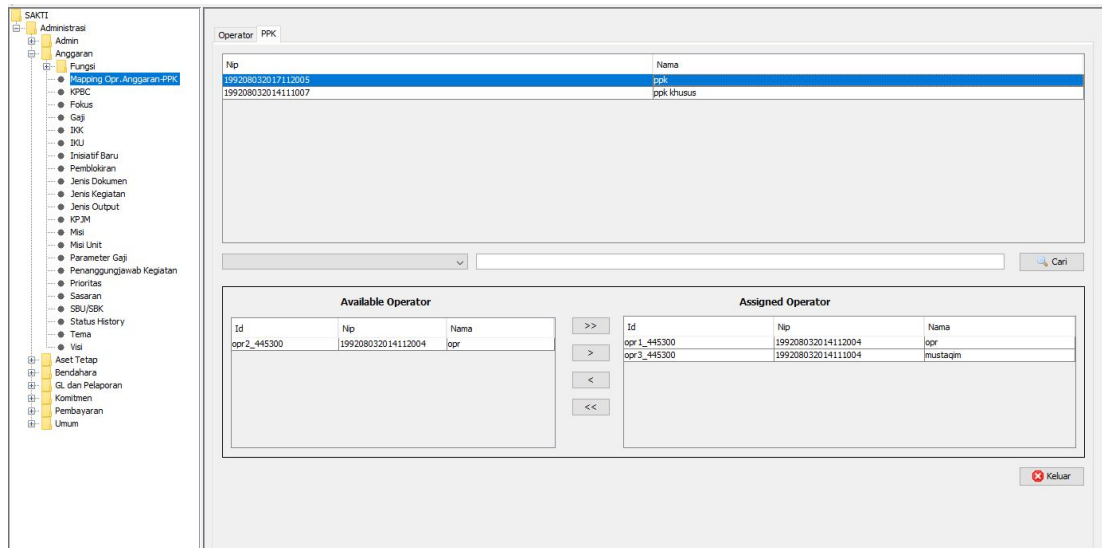 SAKTI
Administrasi
Admin
Anggaran
Fungsi
Mapping Opr.Anggaran-PPK
KPBC
Fokus
Gaji
IKK
IKU
Inisiatif Baru
Pemblokiran
Jenis Dokumen
Jenis Kegiatan
Jenis Output
KPJM
Misi
Misi Unit
Parameter Gaji
Penanggungjawab Kegiatan
Prioritas
Sasaran
SBU/SBK
Status History
Tema
Visi
Aset Tetap
Bendahara
GL dan Pelaporan
Komitmen
Pembayaran
Umum
Operator PPK
Nip Nama
199208032017112005 ppk
199208032014111007 ppk khusus
Cari
Available Operator
Id Nip Nama
opr2_445300 199208032014112004 opr
>>
>
<
<<
Assigned Operator
Id Nip Nama
opr1_445300 199208032014112004 opr
opr3_445300 199208032014111004 mustaqim
Keluar